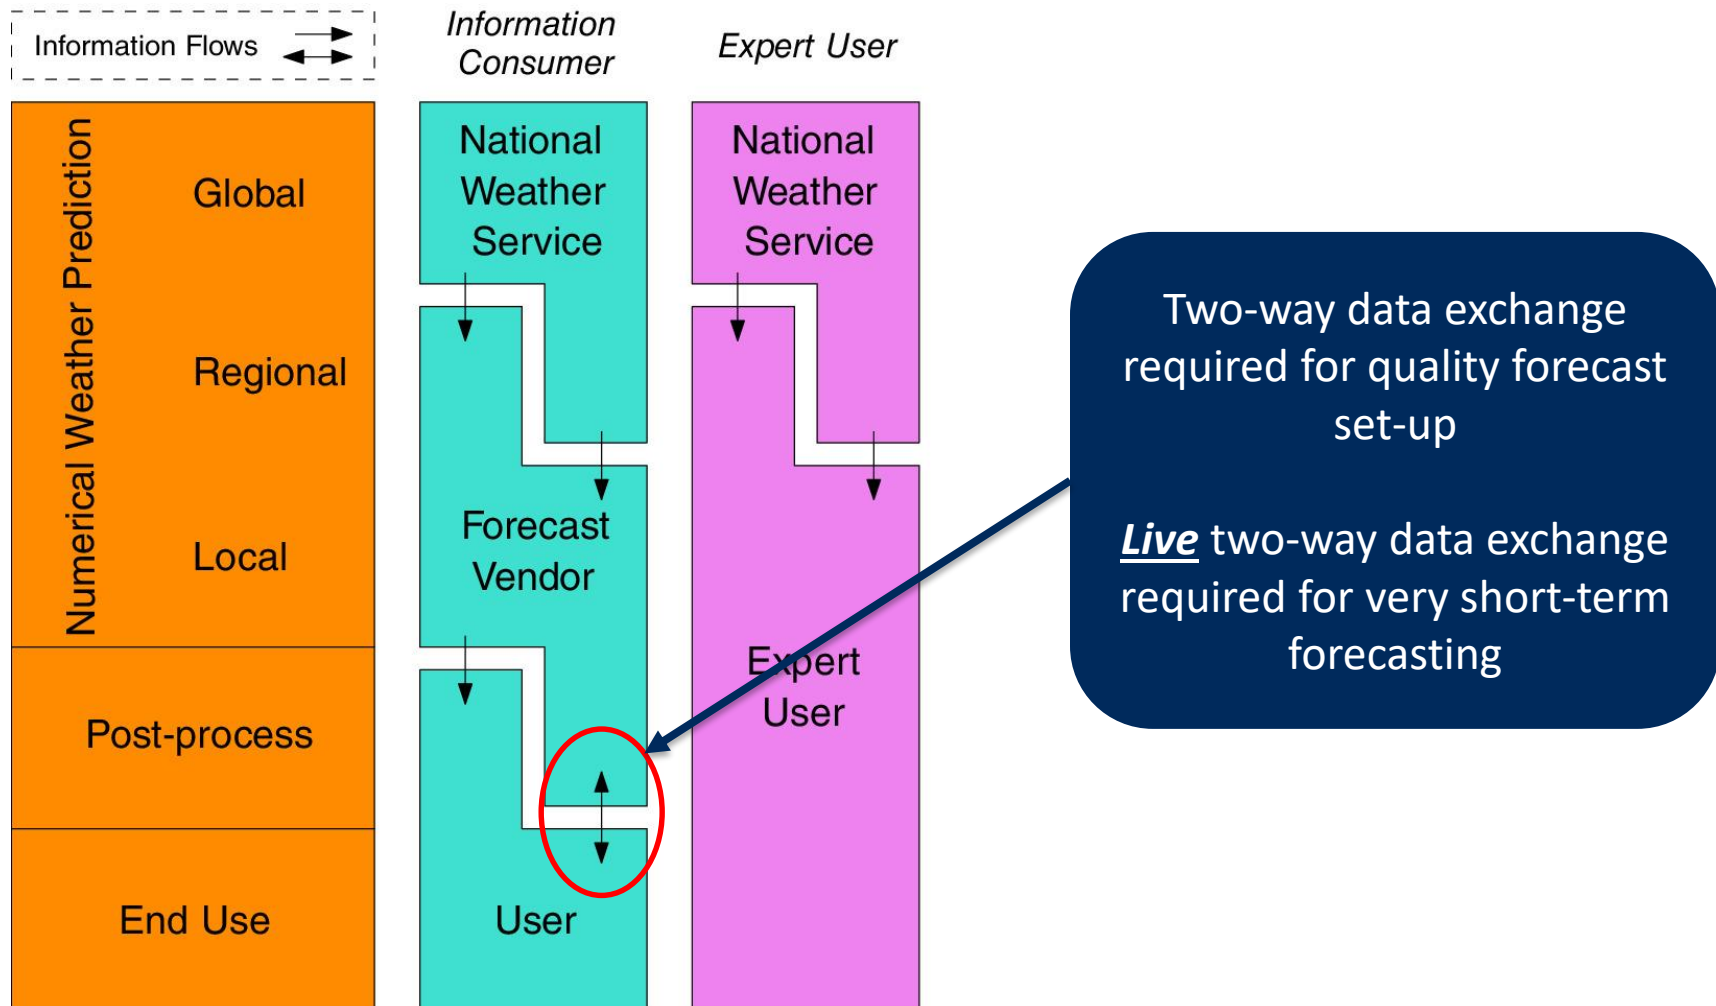 Information Flows
Information
Consumer
Expert User
Numerical Weather Prediction
Global
Regional
Local
Post-process
End Use
National
Weather
Service
Forecast
Vendor
User
National
Weather
Service
Expert
User
Two-way data exchange
required for quality forecast
set-up
Live two-way data exchange
required for very short-term
forecasting